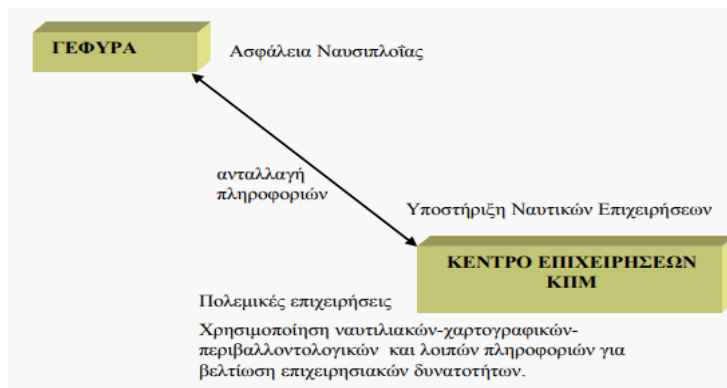 ΓΕΦΥΡΑ
Ασφάλεια Ναυσιπλοΐας
ανταλλαγή
πληροφοριών
Υποστήριξη Ναυτικών Επιχειρήσεων
ΚΕΝΤΡΟ ΕΠΙΧΕΙΡΗΣΕΩΝ
ΚΠΜ
Πολεμικές επιχειρήσεις
Χρησιμοποίηση ναυτιλιακών-χαρτογραφικών-
περιβαλλοντολογικών και λοιπών πληροφοριών για
βελτίωση επιχειρησιακών δυνατοτήτων.